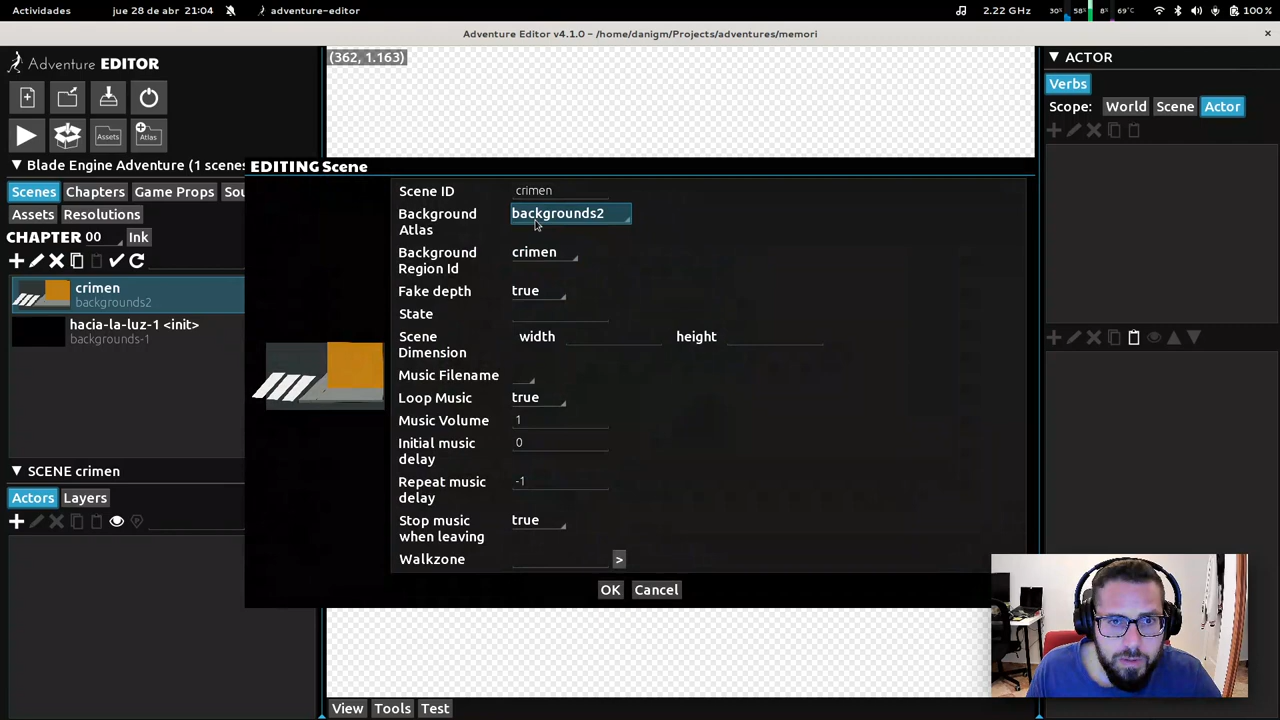 Actividades jue 28 de abr 21:04 adventure-editor 2.22 GHz 30% 58% 8% 69°C 100 %
Adventure Editor v4.1.0 - /home/danigm/Projects/adventures/memori ×
Adventure EDITOR
(362, 1.163)
▼ ACTOR
Verbs
Scope: World Scene Actor
Assets Atlas
▼ Blade Engine Adventure (1 scene
Scenes Chapters Game Props Sou
Assets Resolutions
CHAPTER 00 Ink
crimen
backgrounds2
hacia-la-luz-1 <init>
backgrounds-1
▼ SCENE crimen
Actors Layers
EDITING Scene
Scene ID crimen
Background Atlas backgrounds2
Background Region Id crimen
Fake depth true
State
Scene Dimension width height
Music Filename
Loop Music true
Music Volume 1
Initial music delay 0
Repeat music delay -1
Stop music when leaving true
Walkzone >
OK Cancel
View Tools Test